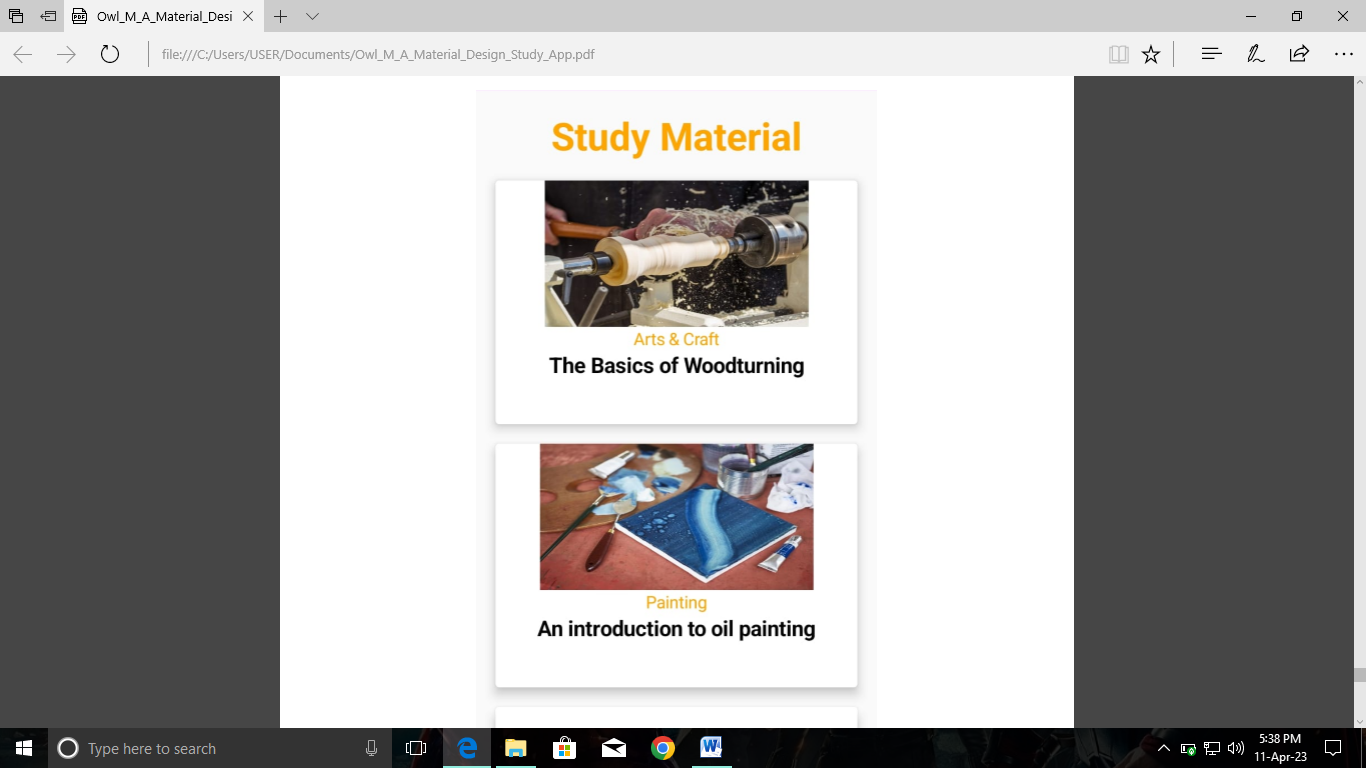 Owl_M_A_Material_Desi
file:///C:/Users/USER/Documents/Owl_M_A_Material_Design_Study_App.pdf
Study Material
Arts & Craft
The Basics of Woodturning
Painting
An introduction to oil painting
Type here to search
5:38 PM
11-Apr-23